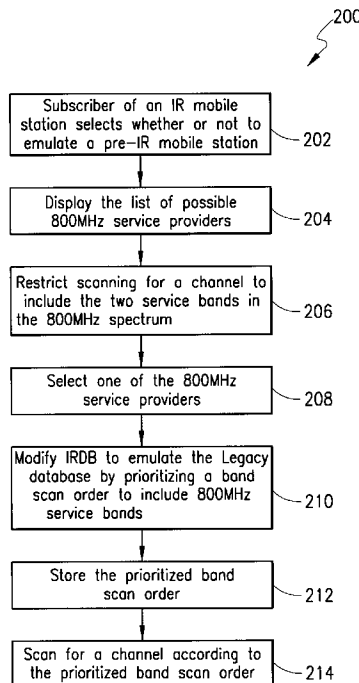 200
Subscriber of an IR mobile
station selects whether or not to
emulate a pre-IR mobile station
202
Display the list of possible
800MHz service providers
204
Restrict scanning for a channel to
include the two service bands in
the 800MHz spectrum
206
Select one of the 800MHz
service providers
208
Modify IRDB to emulate the Legacy
database by prioritizing a band
scan order to include 800MHz
service bands
210
Store the prioritized band
scan order
212
Scan for a channel according to
the prioritized band scan order
214